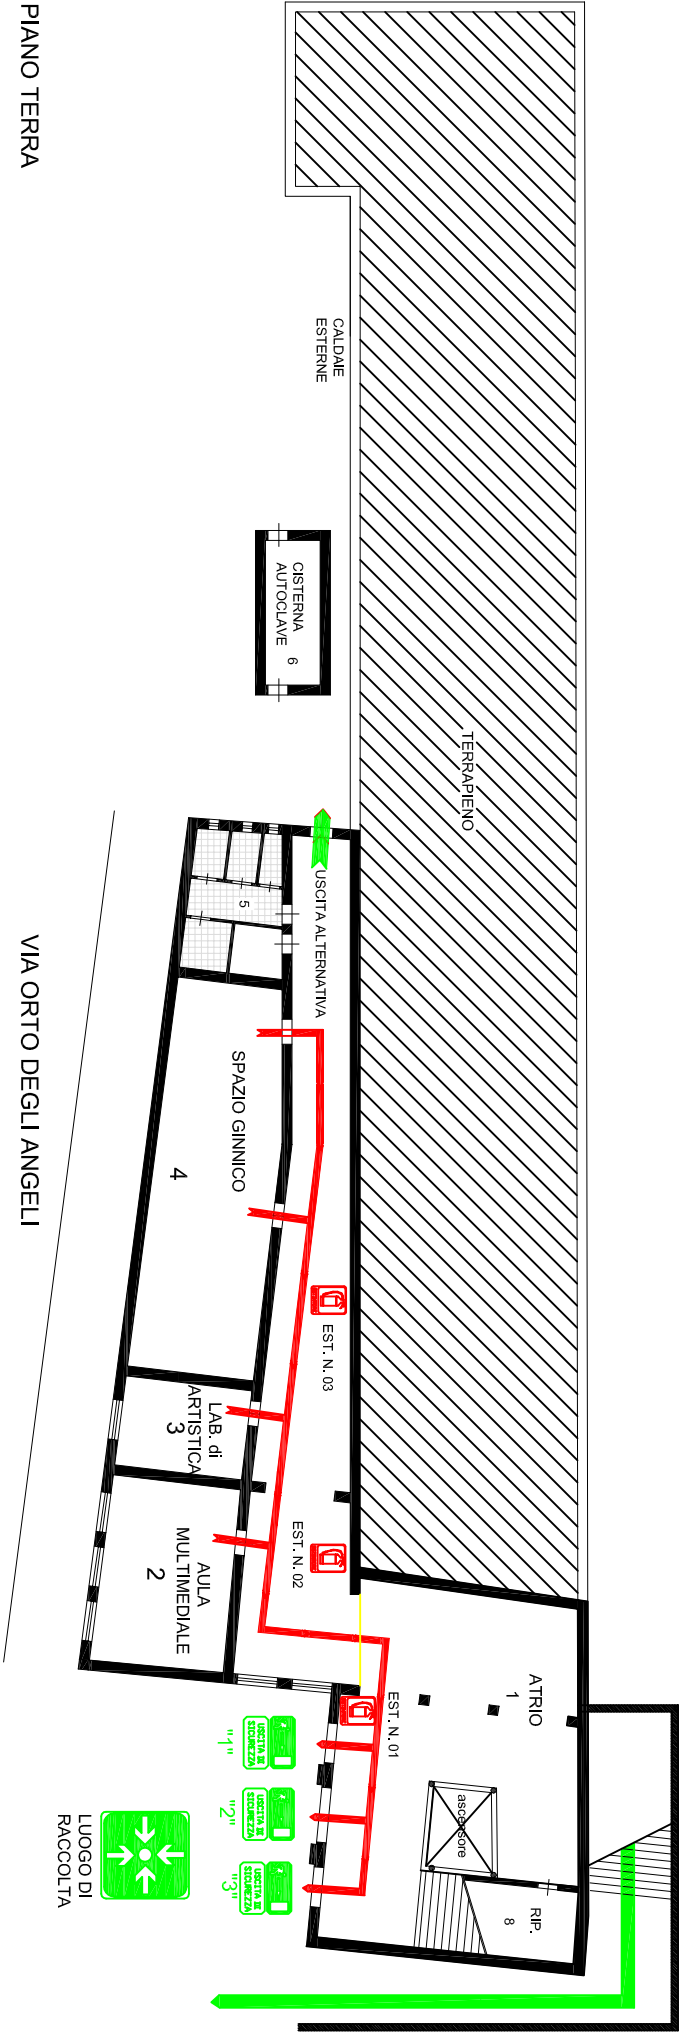 PIANO TERRA
CALDAIE
ESTERNE
CISTERNA
AUTOCLAVE 6
TERRAPIENO
USCITA ALTERNATIVA
5
SPAZIO GINNICO
4
VIA ORTO DEGLI ANGELI
EST. N. 03
LAB. di
ARTISTICA
3
EST. N. 02
AULA
MULTIMEDIALE
2
ATRIO
1
EST. N. 01
ascensore
RIP.
8
USCITA DI
SICUREZZA
"1"
USCITA DI
SICUREZZA
"2"
USCITA DI
SICUREZZA
"3"
LUOGO DI
RACCOLTA